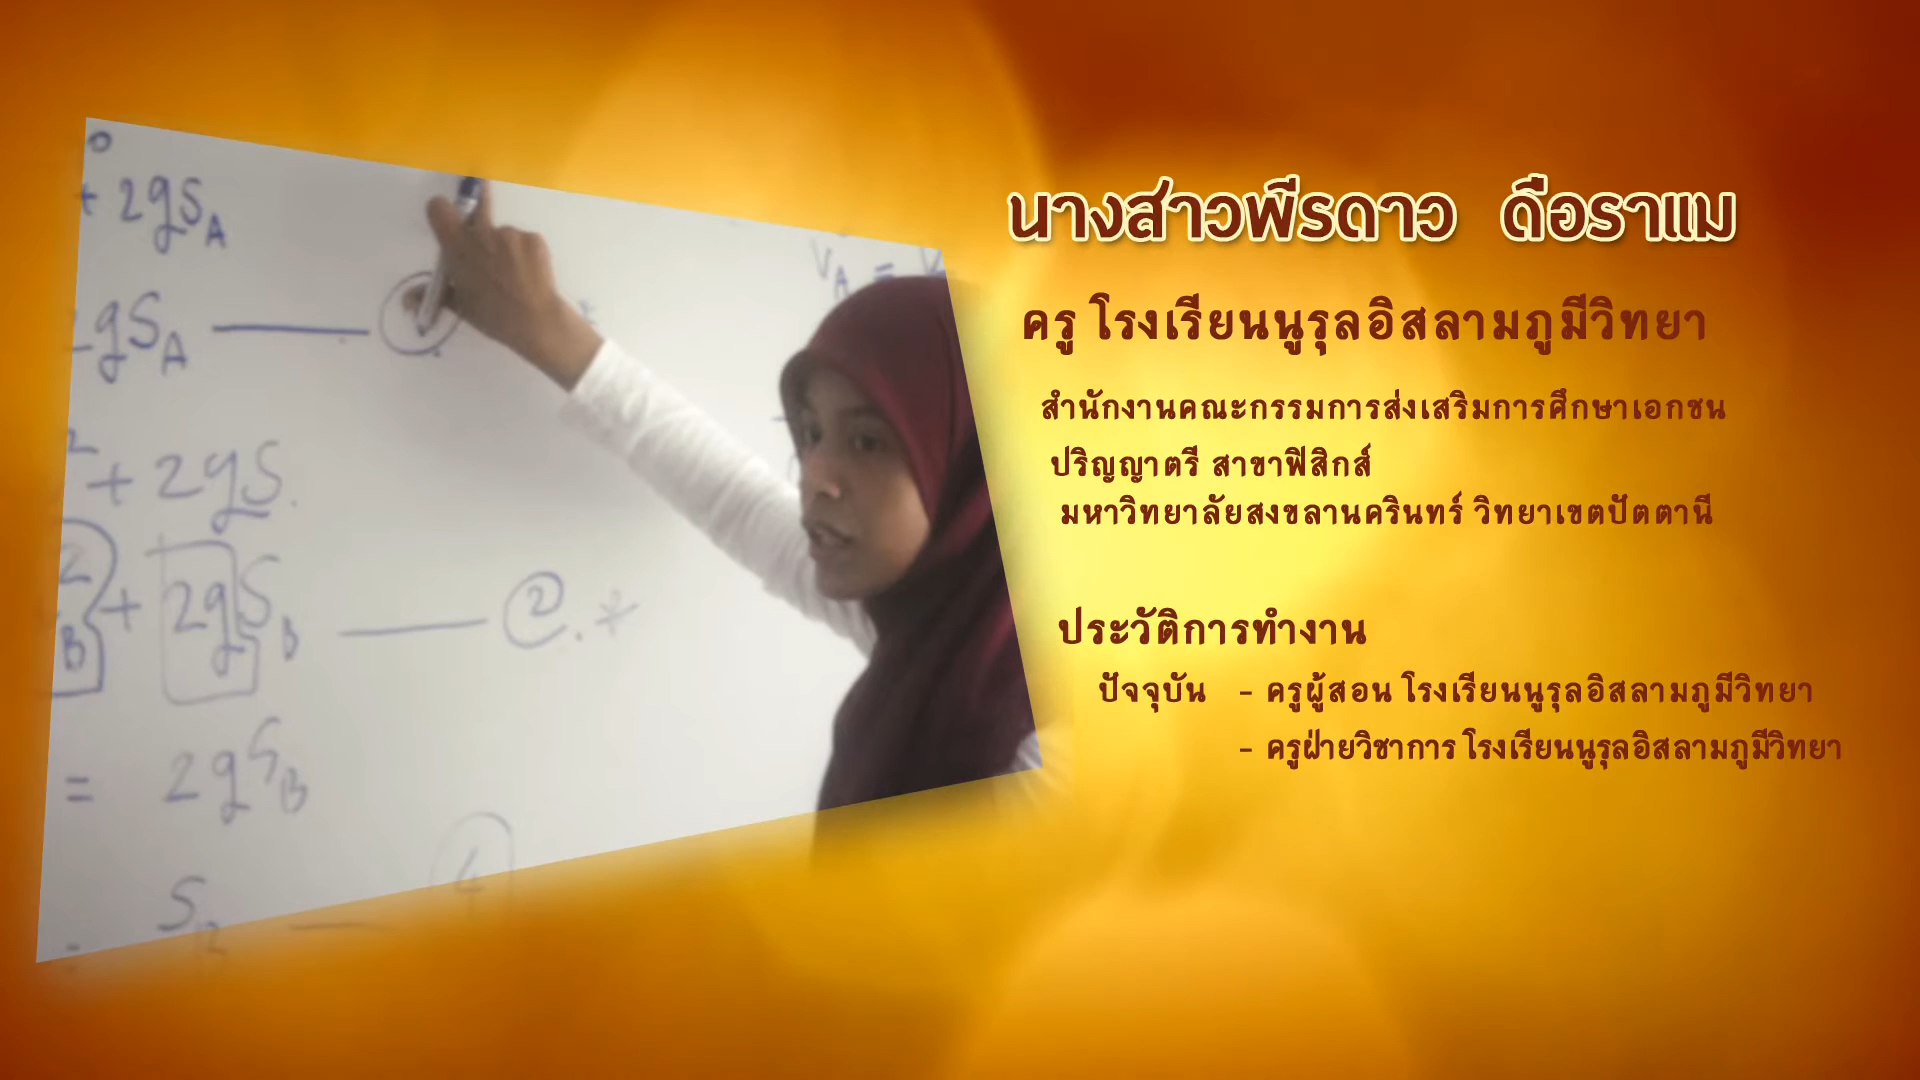 นางสาวพีรดาว ดือราแม
ครู โรงเรียนนูรุลอิสลามภูมีวิทยา
สำนักงานคณะกรรมการส่งเสริมการศึกษาเอกชน
ปริญญาตรี สาขาฟิสิกส์
มหาวิทยาลัยสงขลานครินทร์ วิทยาเขตปัตตานี
ประวัติการทำงาน
ปัจจุบัน - ครูผู้สอน โรงเรียนนูรุลอิสลามภูมีวิทยา
- ครูฝ่ายวิชาการ โรงเรียนนูรุลอิสลามภูมีวิทยา
+ 2gS_A
gS_A
V_A =
2 + 2gS.
2
B + 2gS_B — ② . *
= 2gS_B